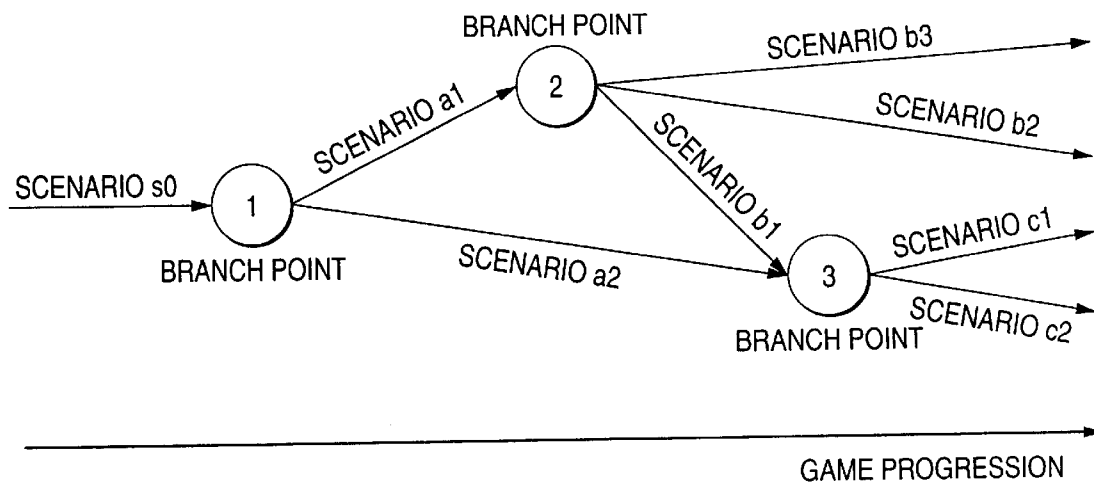 BRANCH POINT
2
SCENARIO b3
SCENARIO a1
SCENARIO b2
SCENARIO s0
1
BRANCH POINT
SCENARIO b1
SCENARIO a2
3
BRANCH POINT
SCENARIO c1
SCENARIO c2
GAME PROGRESSION